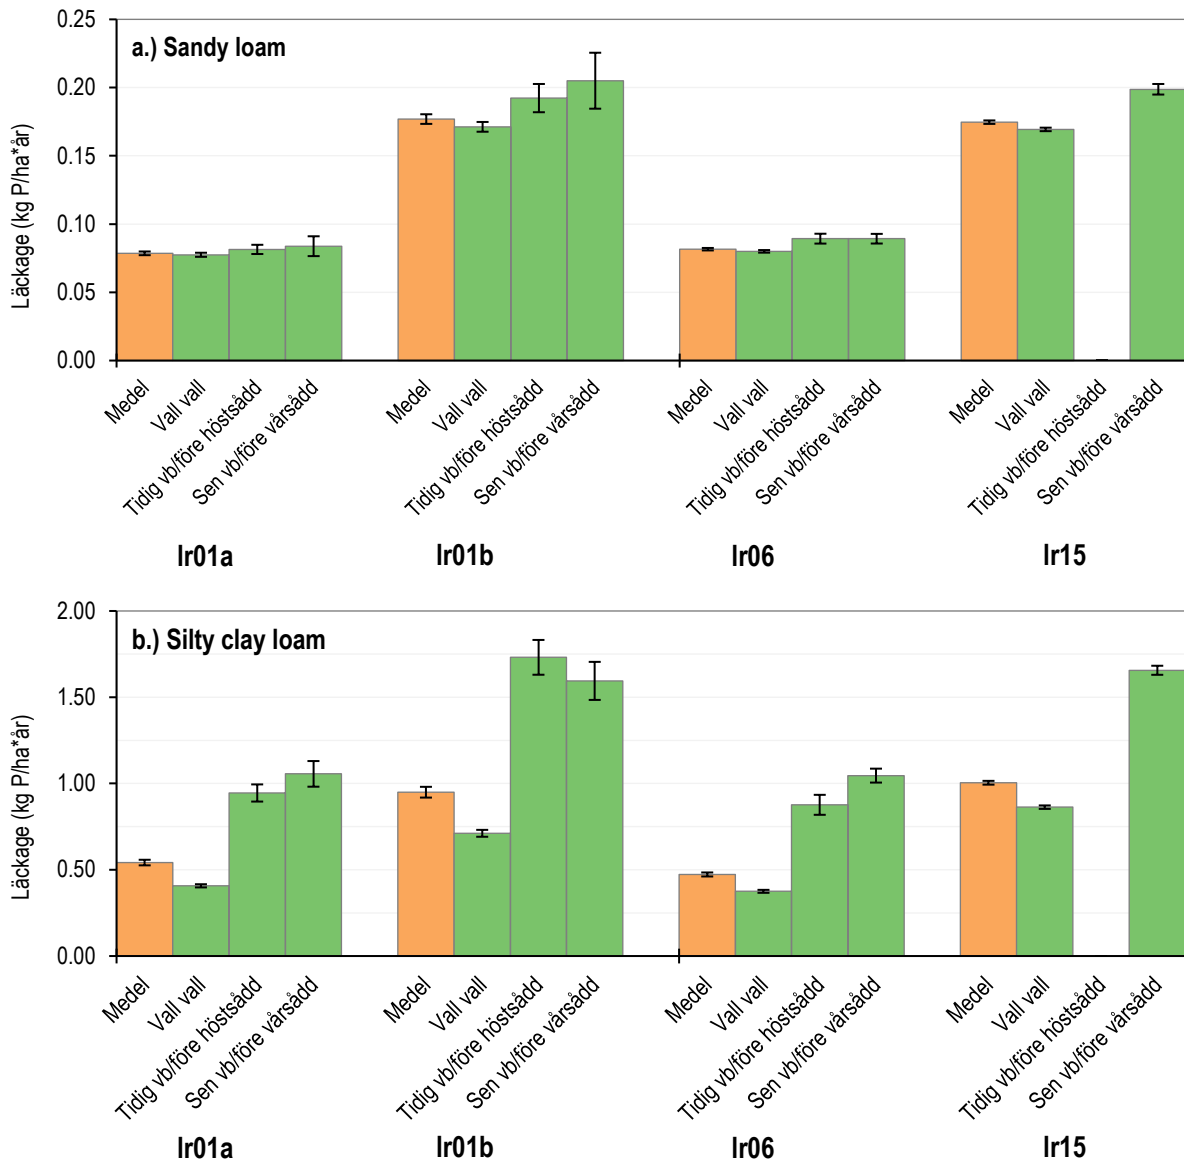 a.) Sandy loam
Läckage (kg P/ha*år)
0.25
0.20
0.15
0.10
0.05
0.00
Medel
Vall vall
Tidig vb/före höstsådd
Sen vb/före vårsådd
Medel
Vall vall
Tidig vb/före höstsådd
Sen vb/före vårsådd
Medel
Vall vall
Tidig vb/före höstsådd
Sen vb/före vårsådd
Medel
Vall vall
Tidig vb/före höstsådd
Sen vb/före vårsådd
lr01a lr01b lr06 lr15
b.) Silty clay loam
Läckage (kg P/ha*år)
2.00
1.50
1.00
0.50
0.00
Medel
Vall vall
Tidig vb/före höstsådd
Sen vb/före vårsådd
Medel
Vall vall
Tidig vb/före höstsådd
Sen vb/före vårsådd
Medel
Vall vall
Tidig vb/före höstsådd
Sen vb/före vårsådd
Medel
Vall vall
Tidig vb/före höstsådd
Sen vb/före vårsådd
lr01a lr01b lr06 lr15